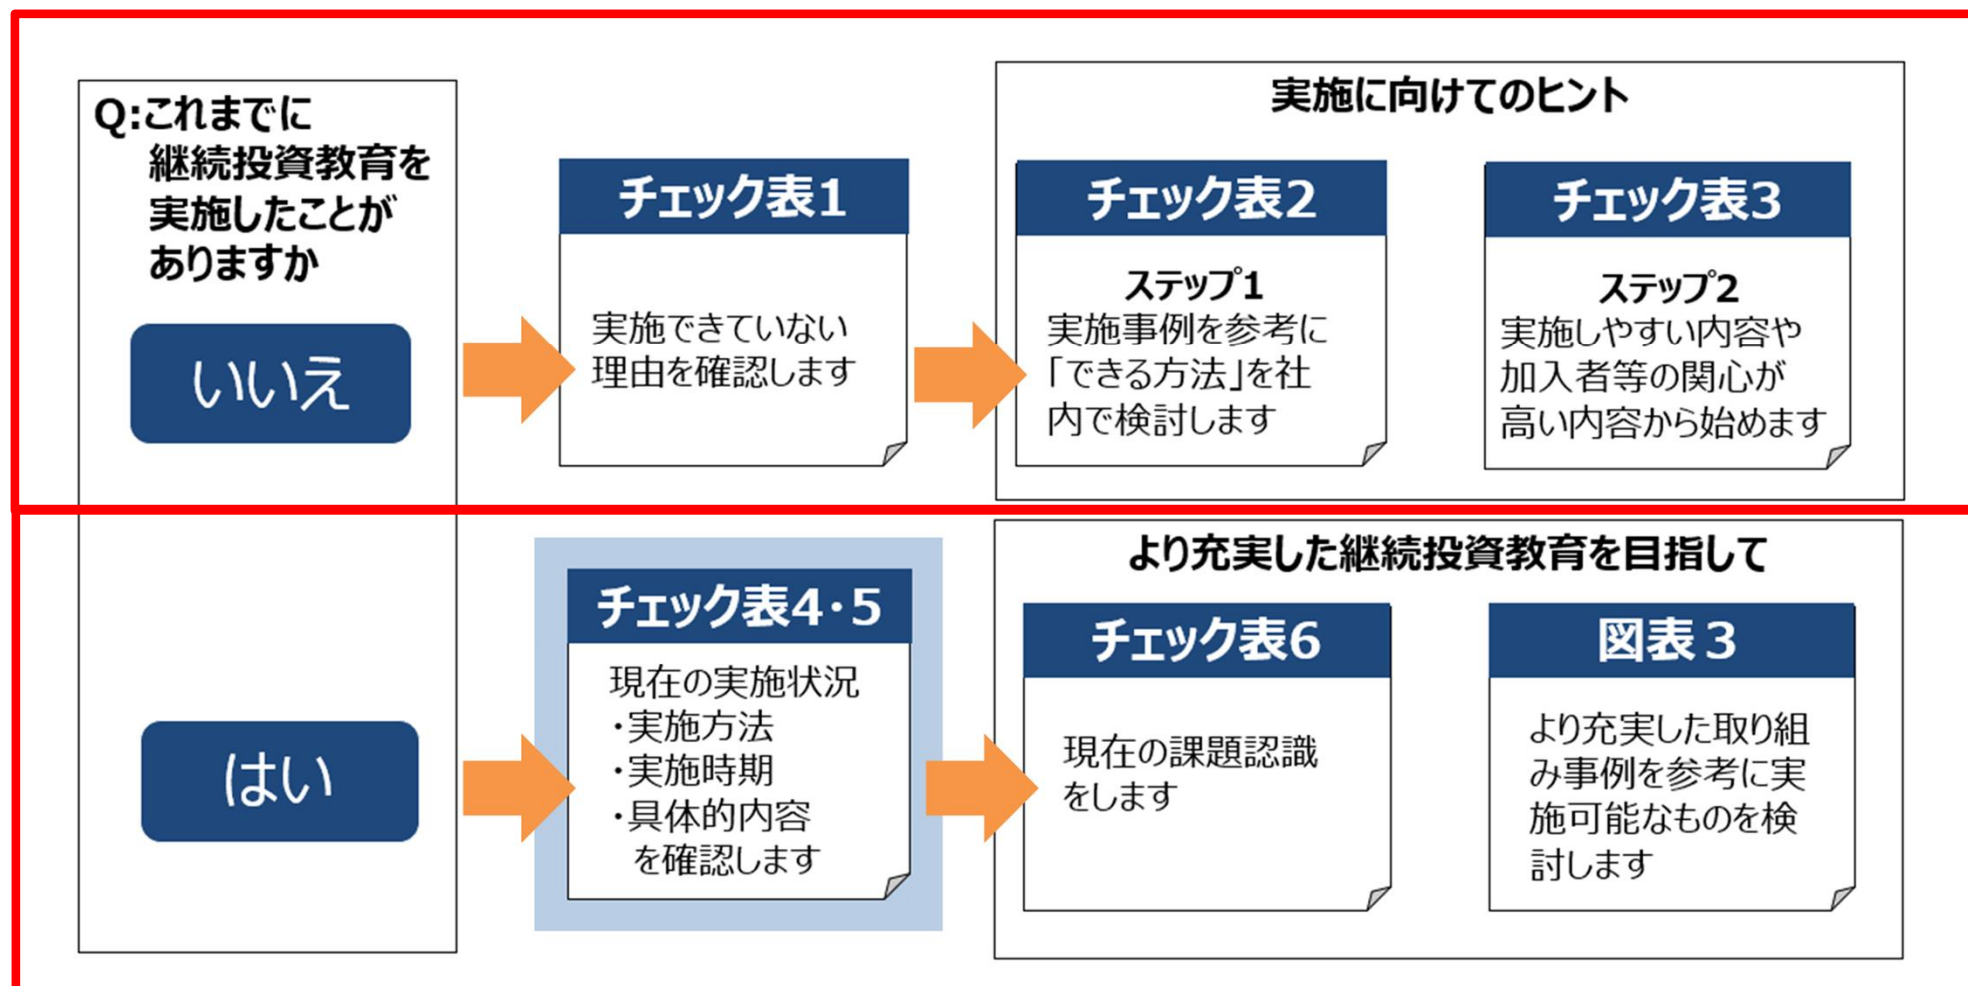 Q:これまでに
継続投資教育を
実施したことが
ありますか
いいえ
チェック表1
実施できていない
理由を確認します
実施に向けてのヒント
チェック表2
ステップ1
実施事例を参考に
「できる方法」を社
内で検討します
チェック表3
ステップ2
実施しやすい内容や
加入者等の関心が
高い内容から始めます
はい
チェック表4・5
現在の実施状況
・実施方法
・実施時期
・具体的内容
を確認します
より充実した継続投資教育を目指して
チェック表6
現在の課題認識
をします
図表3
より充実した取り組
み事例を参考に実
施可能なものを検
討します